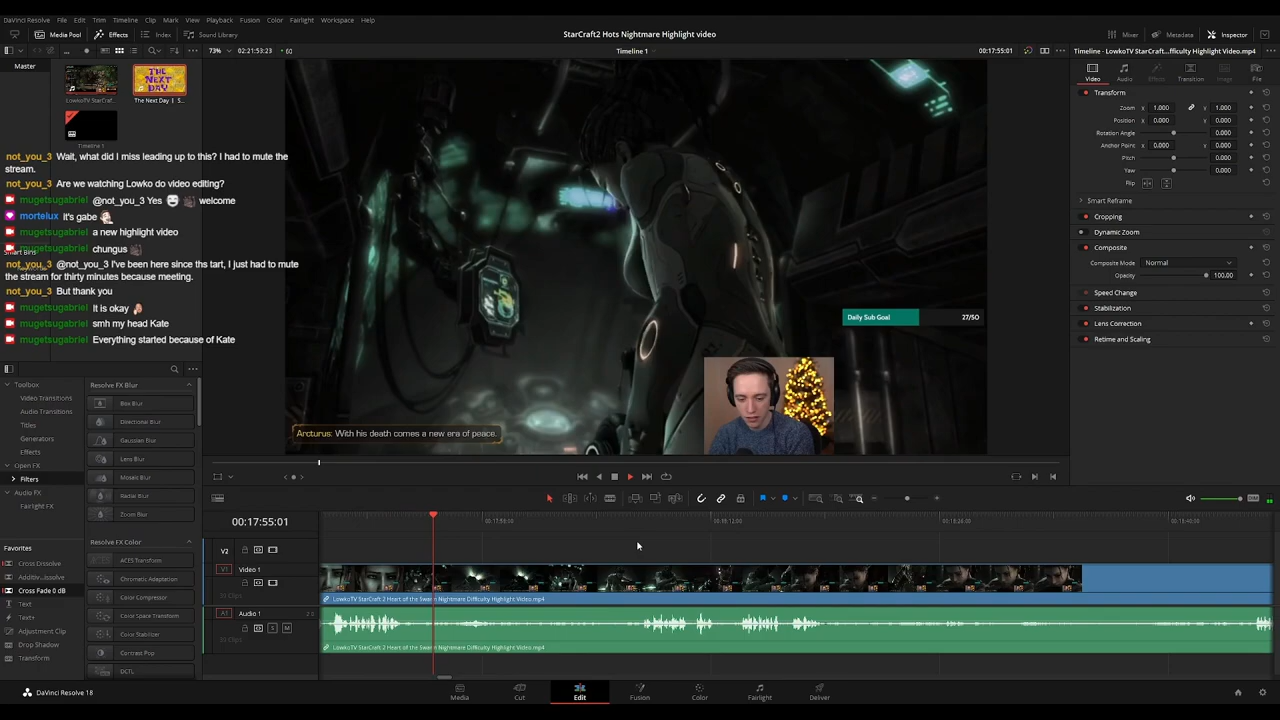 DaVinci Resolve File Edit Trim Timeline Clip Mark View Playback Fusion Color Fairlight Workspace Help
Media Pool Effects Index Sound Library
StarCraft2 Hots Nightmare Highlight video
Mixer Metadata Inspector
73% 02:21:53:23
Timeline 1
00:17:55:01
Timeline - LowkoTV StarCraft...fficulty Highlight Video.mp4
Master
LowkoTV StarCraf...
The Next Day | S...
THE NEXT DAY
Timeline 1
not_you_3 Wait, what did I miss leading up to this? I had to mute the
stream.
not_you_3 Are we watching Lowko do video editing?
mugetsugabriel @not_you_3 Yes welcome
mortelux it's gabe
mugetsugabriel a new highlight video
mugetsugabriel chungus
Smart Bins
not_you_3 @not_you_3 I've been here since ths tart, I just had to mute
the stream for thirty minutes because meeting.
not_you_3 But thank you
mugetsugabriel It is okay
mugetsugabriel smh my head Kate
mugetsugabriel Everything started because of Kate
Daily Sub Goal 27/50
Arcturus: With his death comes a new era of peace.
Video Audio Effects Transition Image File
Transform
Zoom X 1.000 Y 1.000
Position X 0.000 Y 0.000
Rotation Angle 0.000
Anchor Point X 0.000 Y 0.000
Pitch 0.000
Yaw 0.000
Flip
Smart Reframe
Cropping
Dynamic Zoom
Composite
Composite Mode Normal
Opacity 100.00
Speed Change
Stabilization
Lens Correction
Retime and Scaling
Toolbox
Video Transitions
Audio Transitions
Titles
Generators
Effects
Open FX
Filters
Audio FX
Fairlight FX
Favorites
Cross Dissolve
Additiv...issolve
Cross Fade 0 dB
Text
Text+
Adjustment Clip
Drop Shadow
Transform
Resolve FX Blur
Box Blur
Directional Blur
Gaussian Blur
Lens Blur
Mosaic Blur
Radial Blur
Zoom Blur
Resolve FX Color
ACES Transform
Chromatic Adaptation
Color Compressor
Color Space Transform
Color Stabilizer
Contrast Pop
DCTL
00:17:55:01
V2
V1 Video 1
A1 Audio 1 2.0
S M
LowkoTV StarCraft 2 Heart of the Swarm Nightmare Difficulty Highlight Video.mp4
LowkoTV StarCraft 2 Heart of the Swarm Nightmare Difficulty Highlight Video.mp4
DaVinci Resolve 18
Media Cut Edit Fusion Color Fairlight Deliver